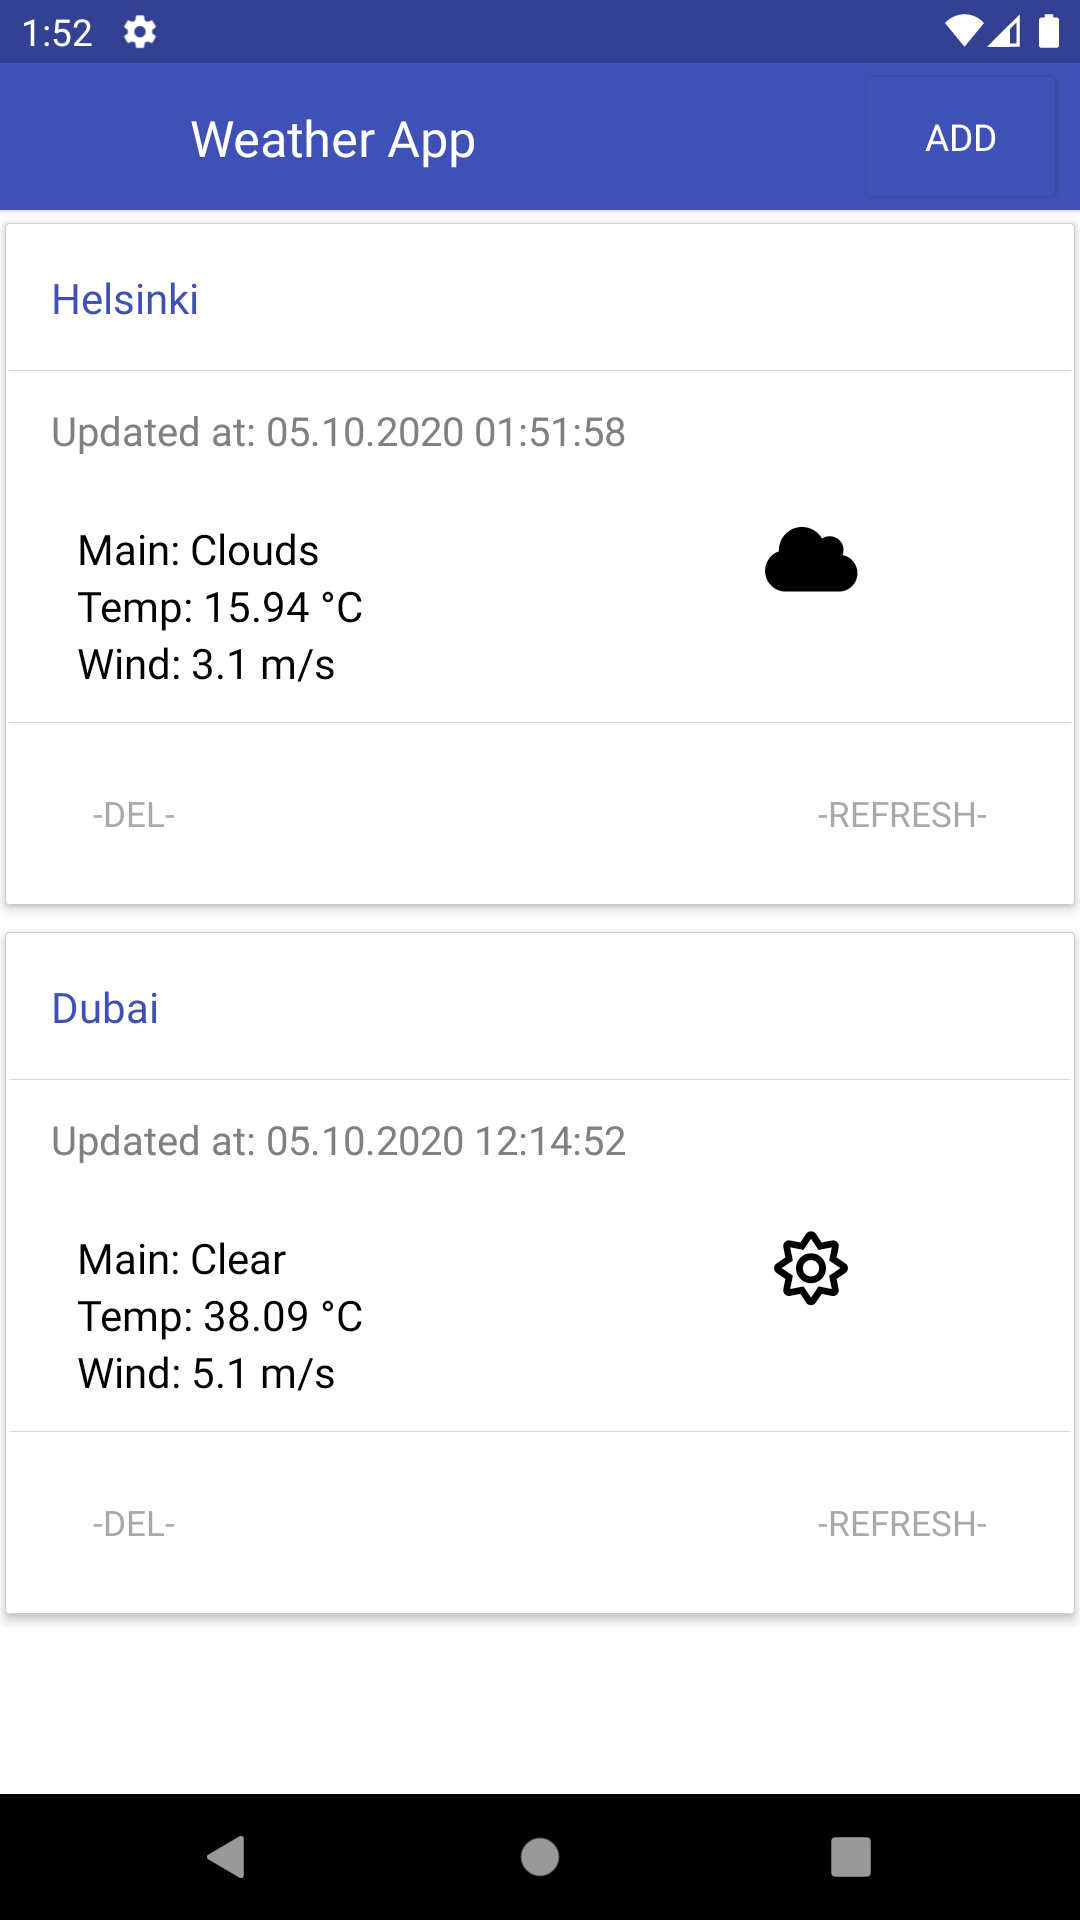 1:52
Weather App
ADD
Helsinki
Updated at: 05.10.2020 01:51:58
Main: Clouds
Temp: 15.94 °C
Wind: 3.1 m/s
-DEL-
-REFRESH-
Dubai
Updated at: 05.10.2020 12:14:52
Main: Clear
Temp: 38.09 °C
Wind: 5.1 m/s
-DEL-
-REFRESH-